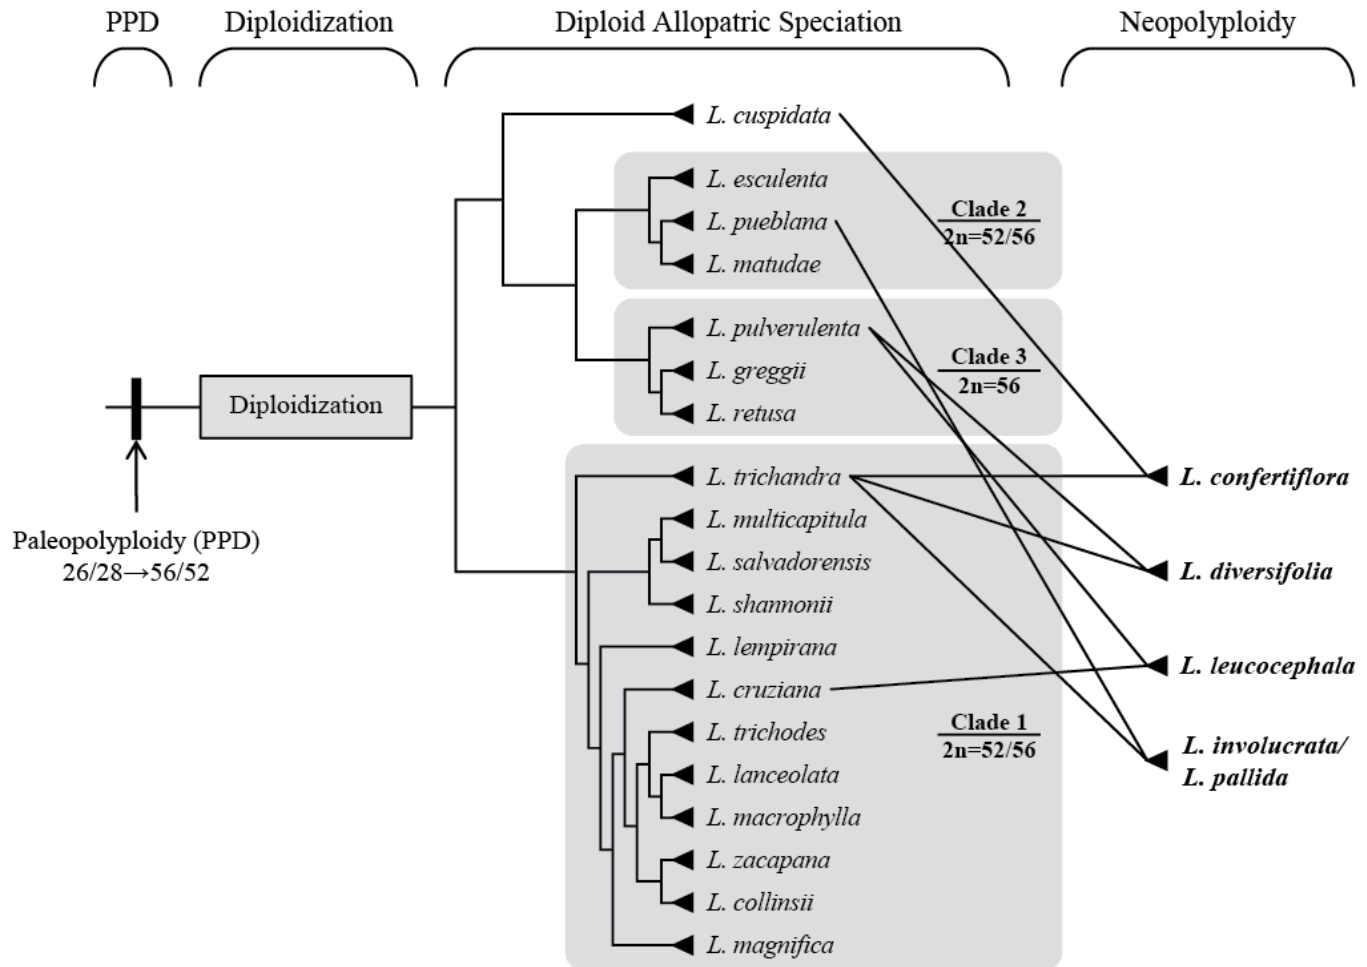 PPD
Diploidization
Diploid Allopatric Speciation
Neopolyploidy
L. cuspidata
L. esculenta
L. pueblana
L. matudae
Clade 2
2n=52/56
L. pulverulenta
L. greggii
L. retusa
Clade 3
2n=56
Diploidization
Paleopolyploidy (PPD)
26/28→56/52
L. trichandra
L. multicapitula
L. salvadorensis
L. shannonii
L. lempirana
L. cruziana
L. trichodes
L. lanceolata
L. macrophylla
L. zacapana
L. collinsii
L. magnifica
Clade 1
2n=52/56
L. confertiflora
L. diversifolia
L. leucocephala
L. involucrata/
L. pallida